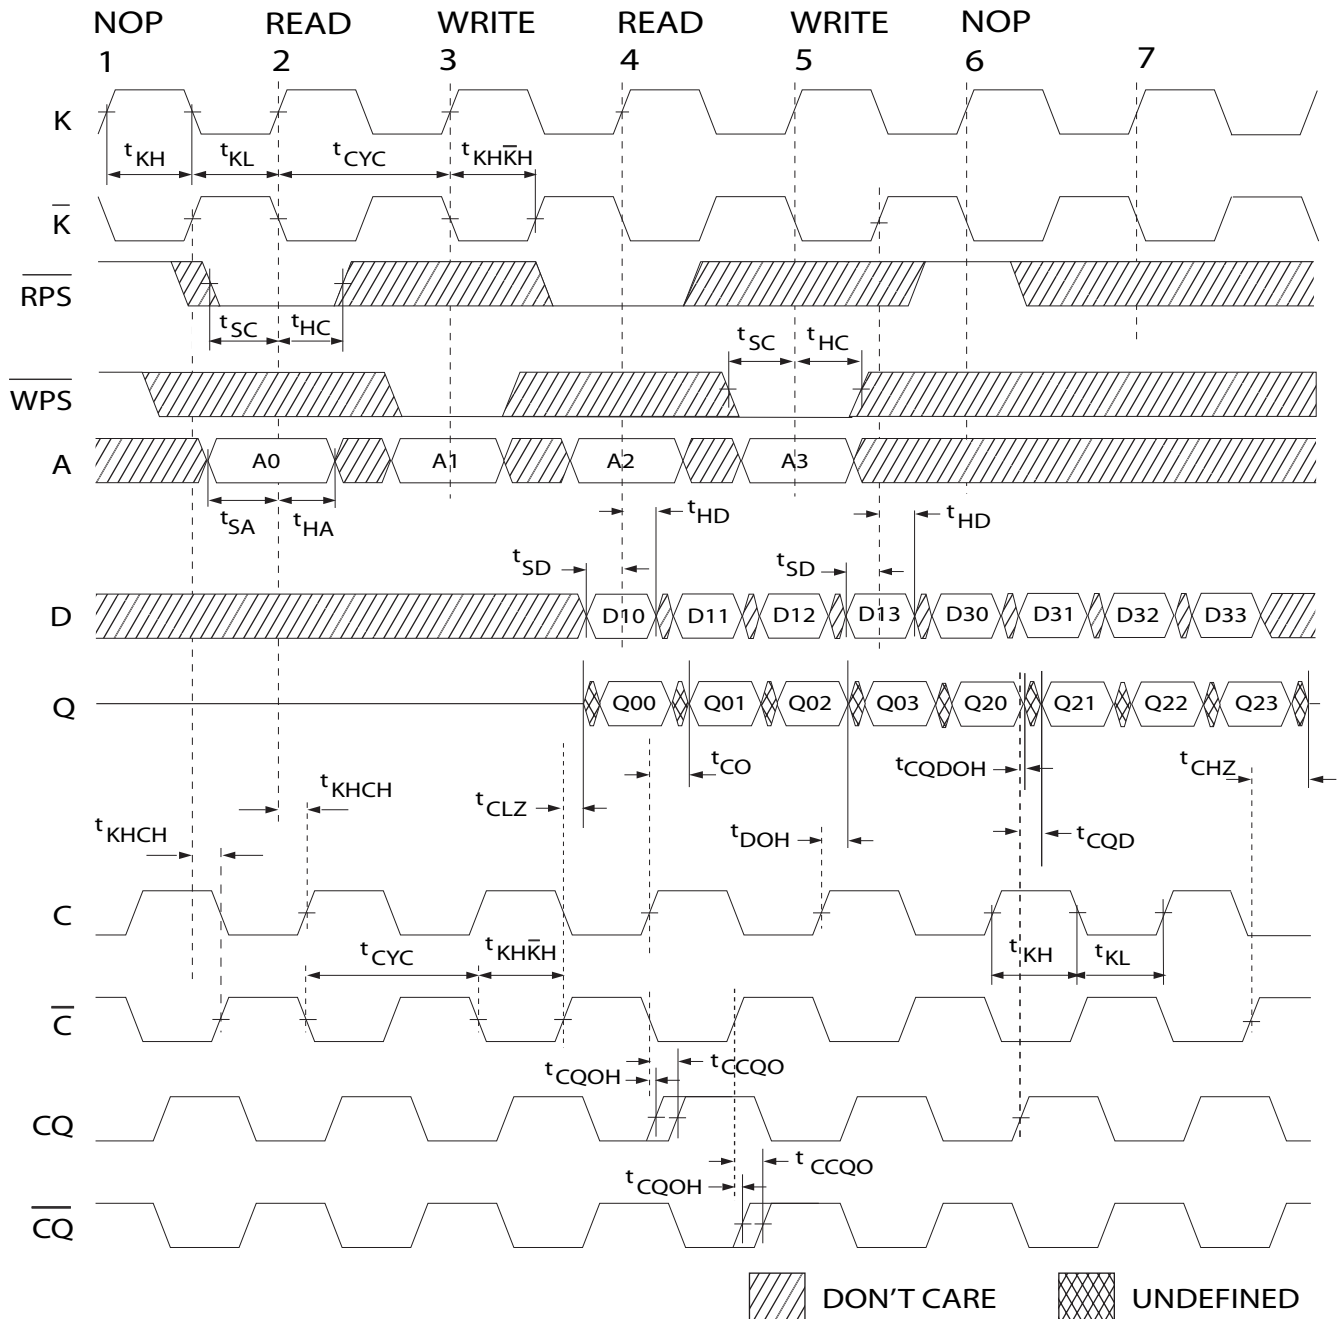 NOP READ WRITE READ WRITE NOP
1 2 3 4 5 6 7
K
tKH tKL tCYC tKHK̅H
K̅
R̅P̅S̅
tSC tHC
tSC tHC
W̅P̅S̅
A A0 A1 A2 A3
tSA tHA
tHD tHD
tSD tSD
D D10 D11 D12 D13 D30 D31 D32 D33
Q Q00 Q01 Q02 Q03 Q20 Q21 Q22 Q23
tKHCH tCLZ tCO tCQDOH tCHZ
tKHCH tDOH tCQD
C
tCYC tKHK̅H tKH tKL
C̅
tCQOH tCCQO
CQ
tCQOH tCCQO
C̅Q̅
DON'T CARE UNDEFINED